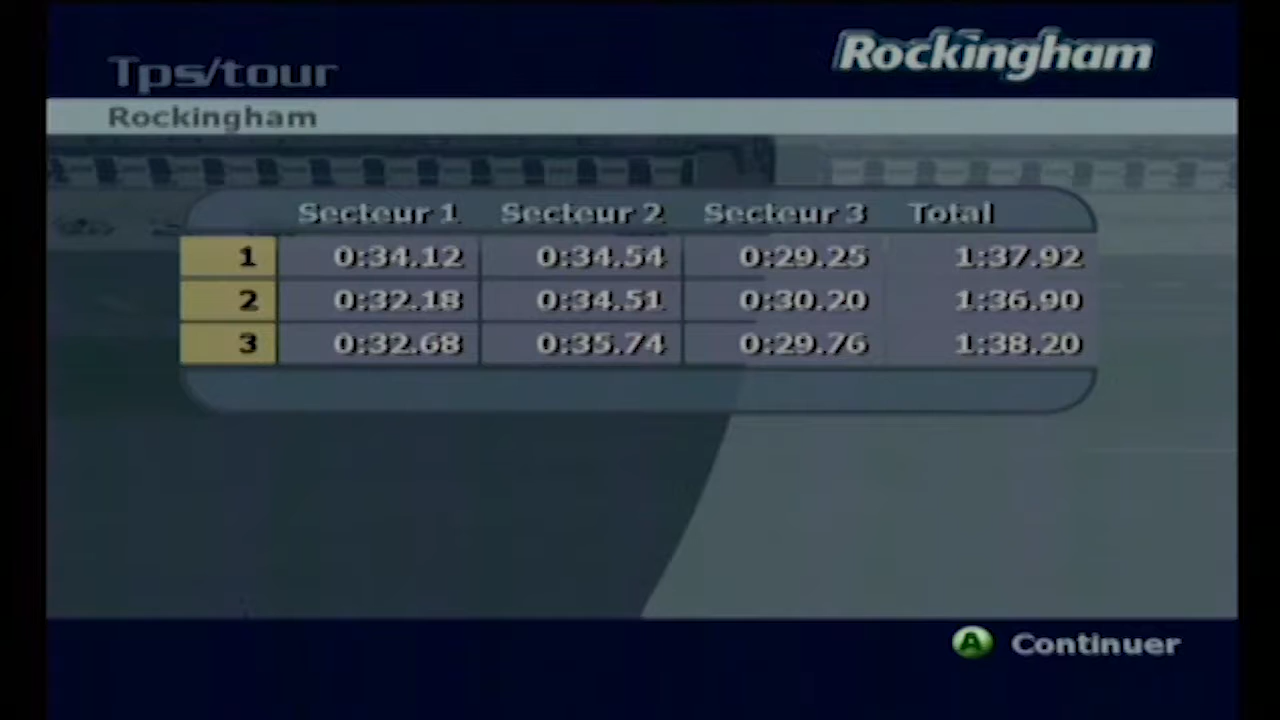 Rockingham
Tps/tour
Rockingham
Secteur 1 Secteur 2 Secteur 3 Total
1 0:34.12 0:34.54 0:29.25 1:37.92
2 0:32.18 0:34.51 0:30.20 1:36.90
3 0:32.68 0:35.74 0:29.76 1:38.20
A Continuer